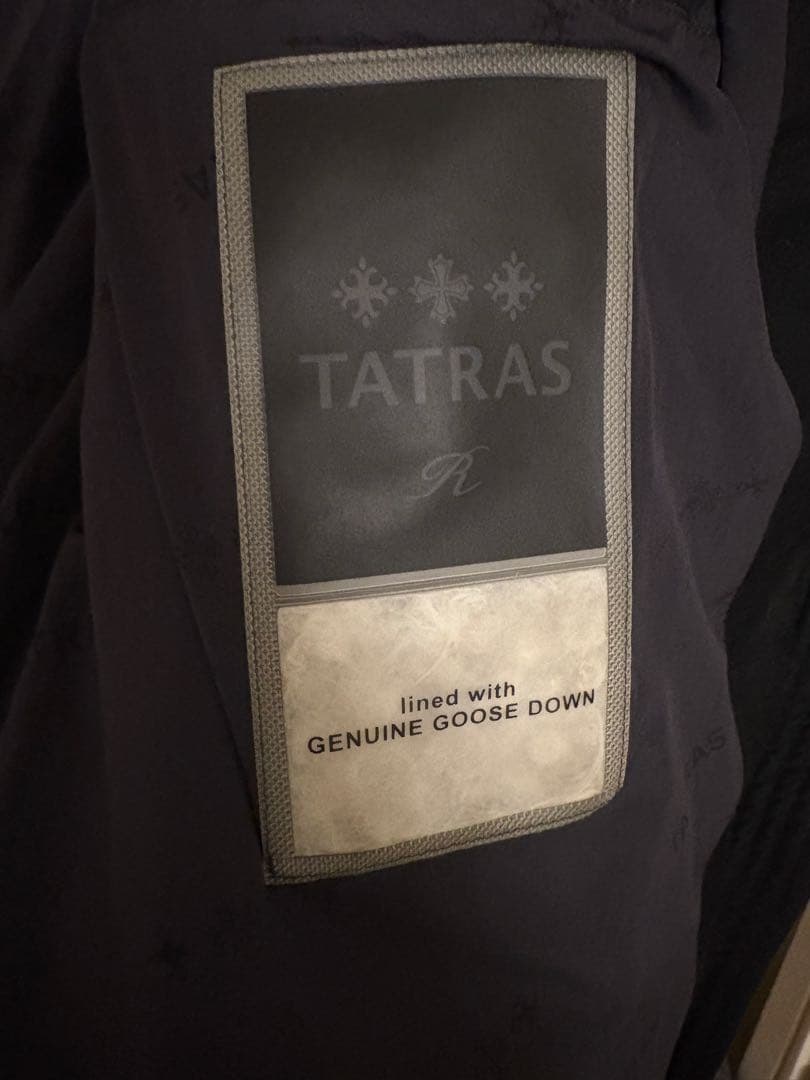 TATRAS
R
lined with
GENUINE GOOSE DOWN